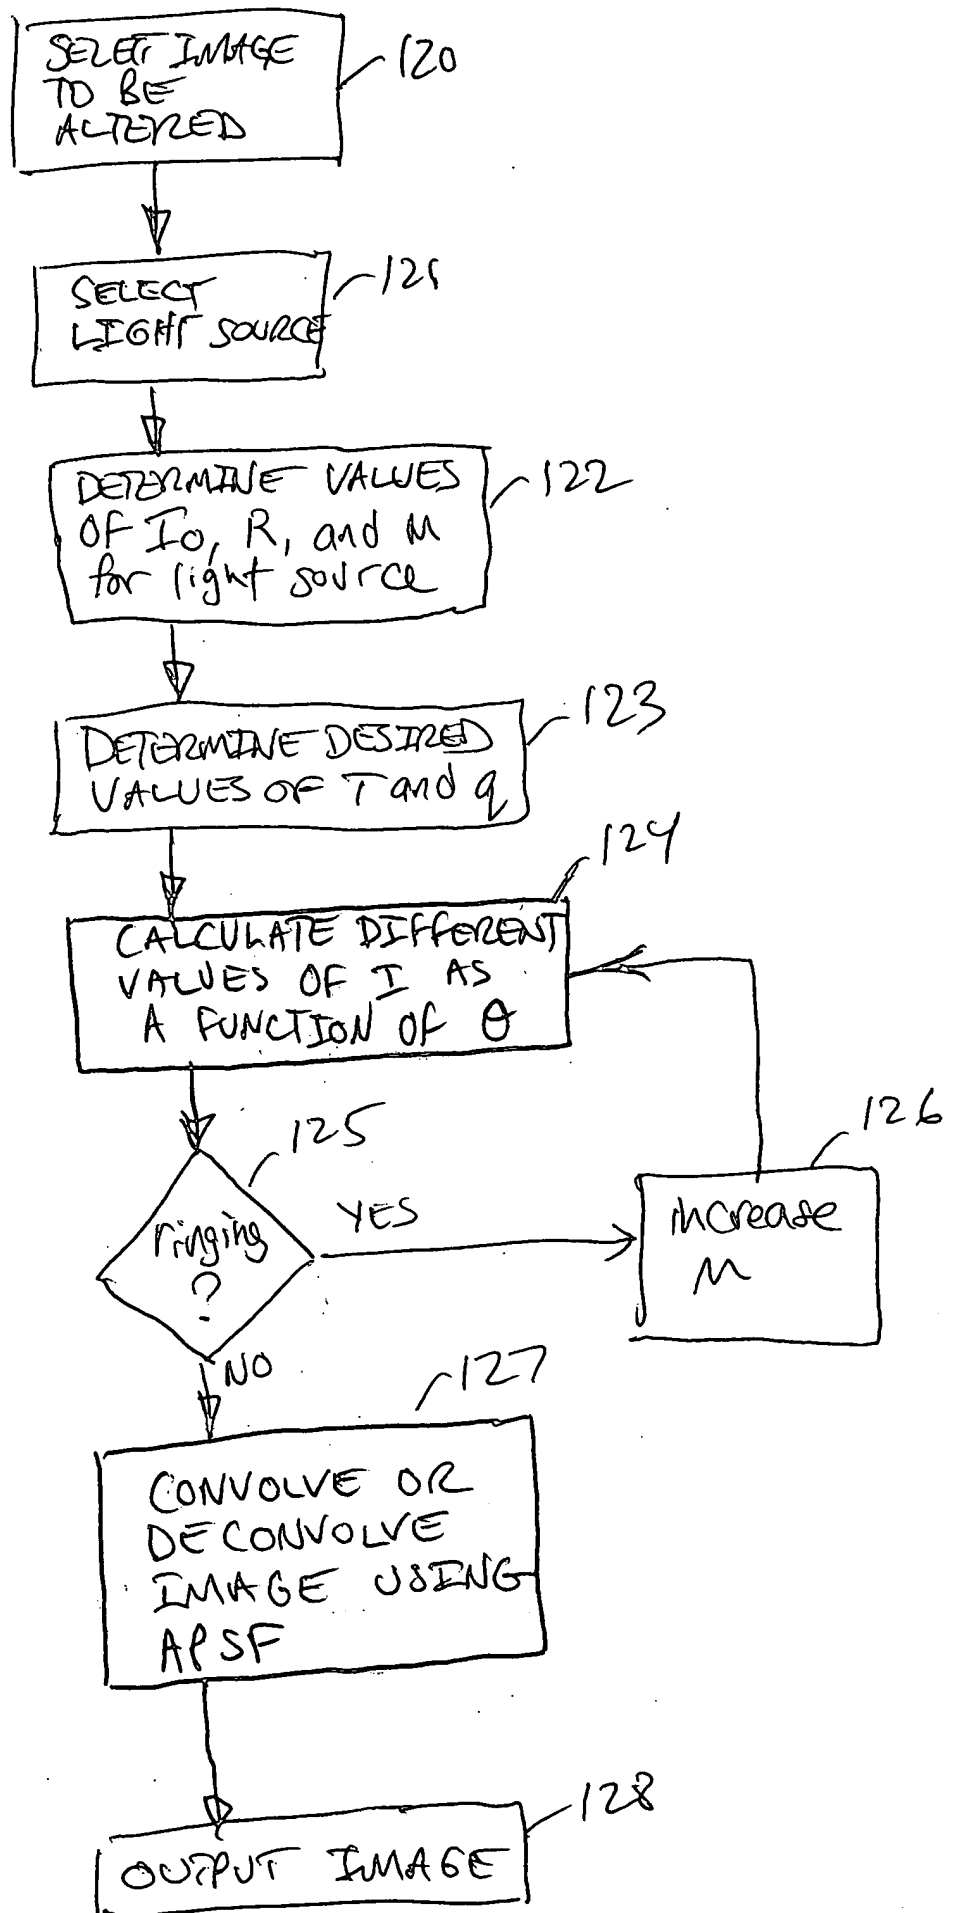 SELECT IMAGE
TO BE
ALTERED
120
SELECT
LIGHT SOURCE
121
DETERMINE VALUES
OF Io, R, and M
for light source
122
DETERMINE DESIRED
VALUES OF T and q
123
CALCULATE DIFFERENT
VALUES OF I AS
A FUNCTION OF θ
124
ringing
?
125
YES
increase
M
126
NO
CONVOLVE OR
DECONVOLVE
IMAGE USING
APSF
127
OUTPUT IMAGE
128